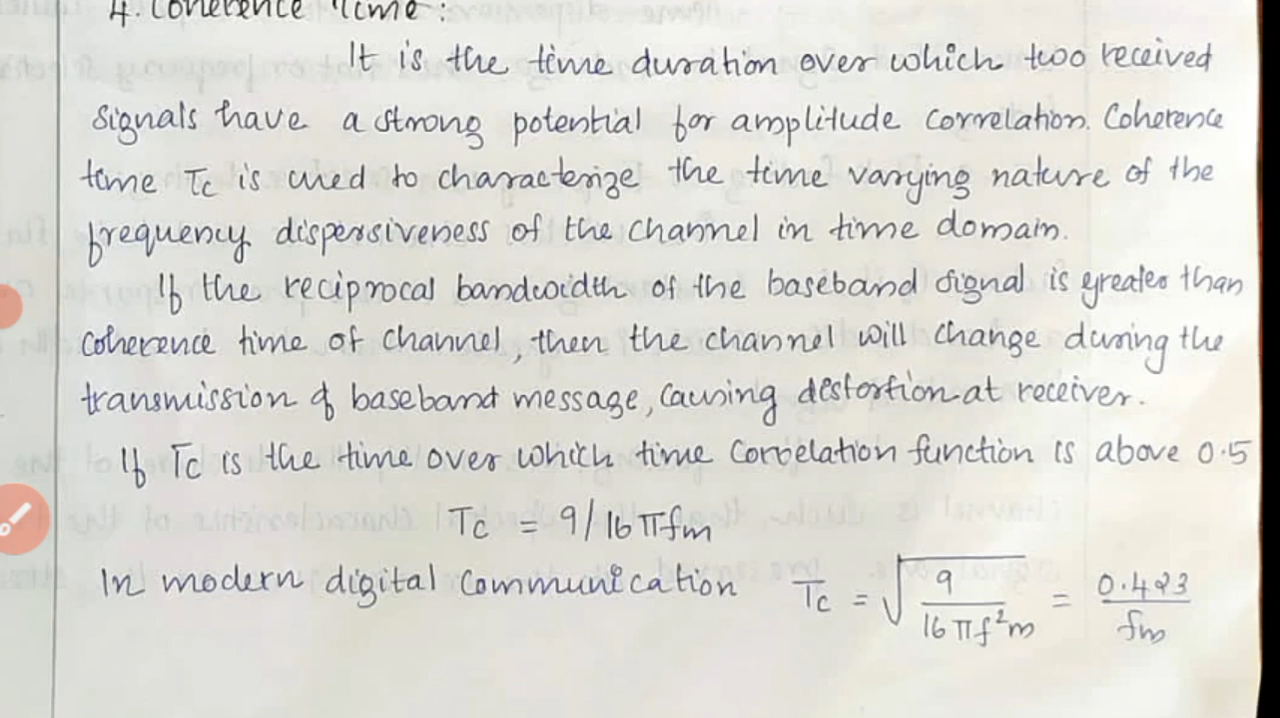 4. Coherence Time:
It is the time duration over which two received
signals have a strong potential for amplitude correlation. Coherence
time Tc is used to characterize the time varying nature of the
frequency dispersiveness of the channel in time domain.
If the reciprocal bandwidth of the baseband signal is greater than
coherence time of channel, then the channel will change during the
transmission of baseband message, causing distortion at receiver.
If Tc is the time over which time correlation function is above 0.5
Tc = 9/16πfm
In modern digital communication Tc = √(9/16πf²m) = 0.423/fm